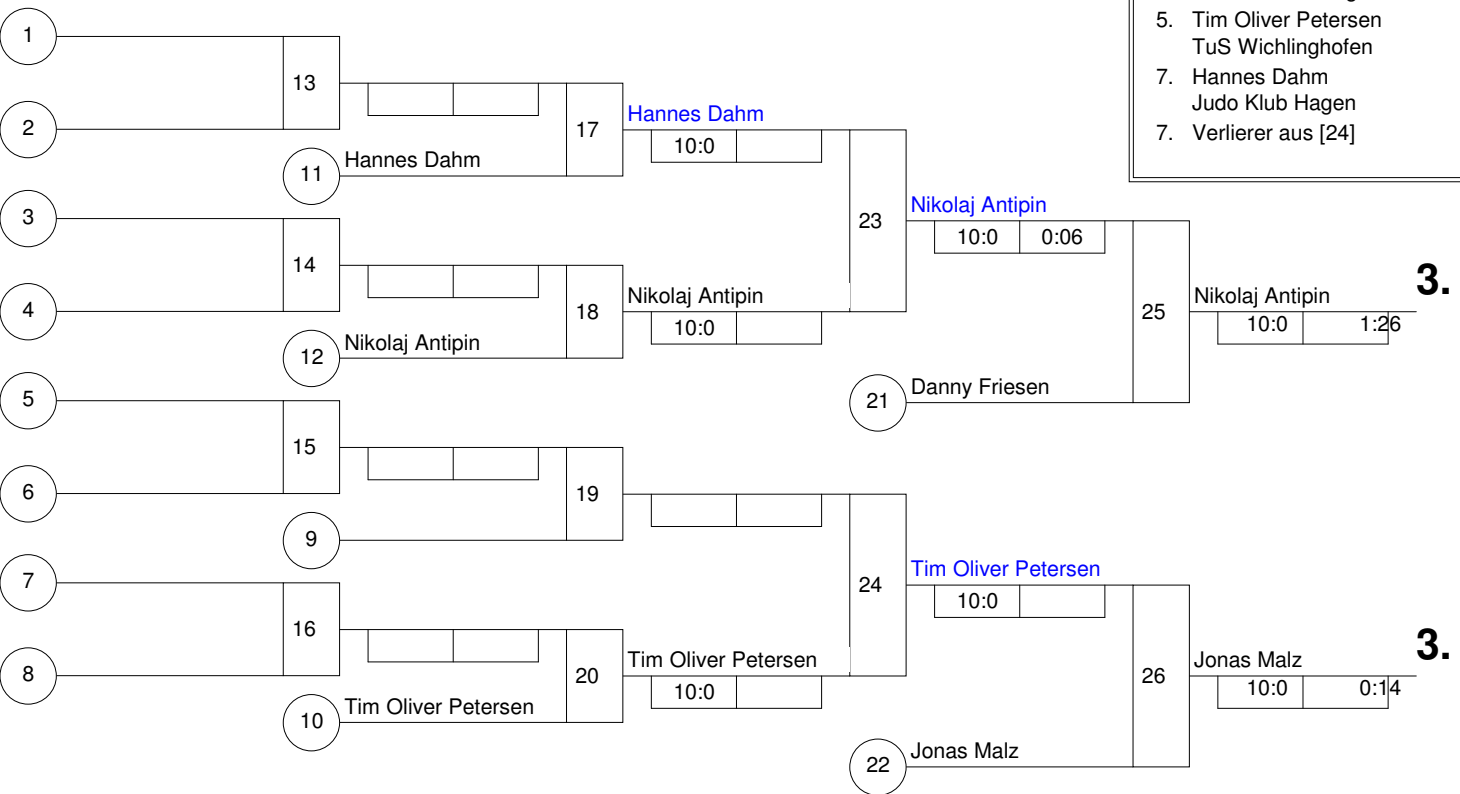 5. Tim Oliver Petersen
TuS Wichlinghofen
7. Hannes Dahm
Judo Klub Hagen
7. Verlierer aus [24]
1
13
2
17
Hannes Dahm
10:0
11
Hannes Dahm
3
23
Nikolaj Antipin
10:0 0:06
14
4
18
Nikolaj Antipin
10:0
12
Nikolaj Antipin
25
Nikolaj Antipin
10:0 1:26
3.
21
Danny Friesen
5
15
6
19
9
7
24
Tim Oliver Petersen
10:0
16
8
20
Tim Oliver Petersen
10:0
10
Tim Oliver Petersen
26
Jonas Malz
10:0 0:14
3.
22
Jonas Malz